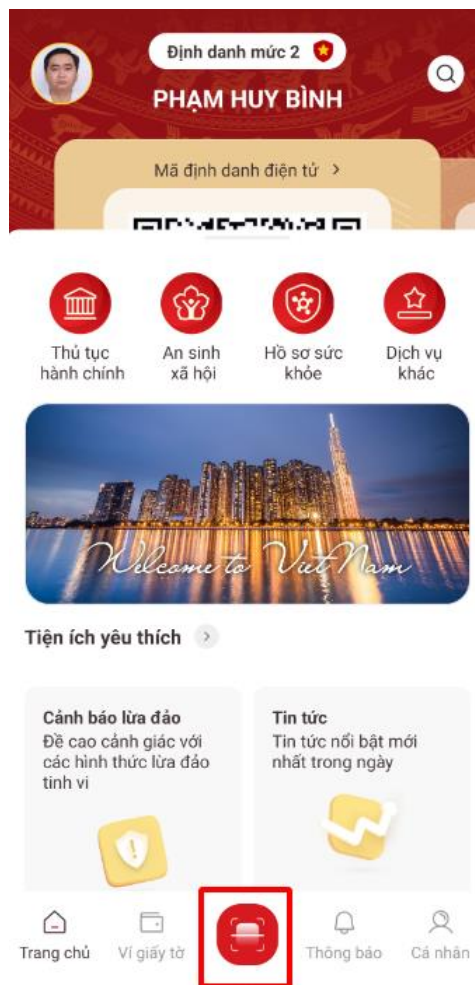 Định danh mức 2
PHẠM HUY BÌNH
Mã định danh điện tử
Thủ tục
hành chính
An sinh
xã hội
Hồ sơ sức
khỏe
Dịch vụ
khác
Welcome to Viet Nam
Tiện ích yêu thích
Cảnh báo lừa đảo
Đề cao cảnh giác với
các hình thức lừa đảo
tinh vi
Tin tức
Tin tức nổi bật mới
nhất trong ngày
Trang chủ
Ví giấy tờ
Thông báo
Cá nhân